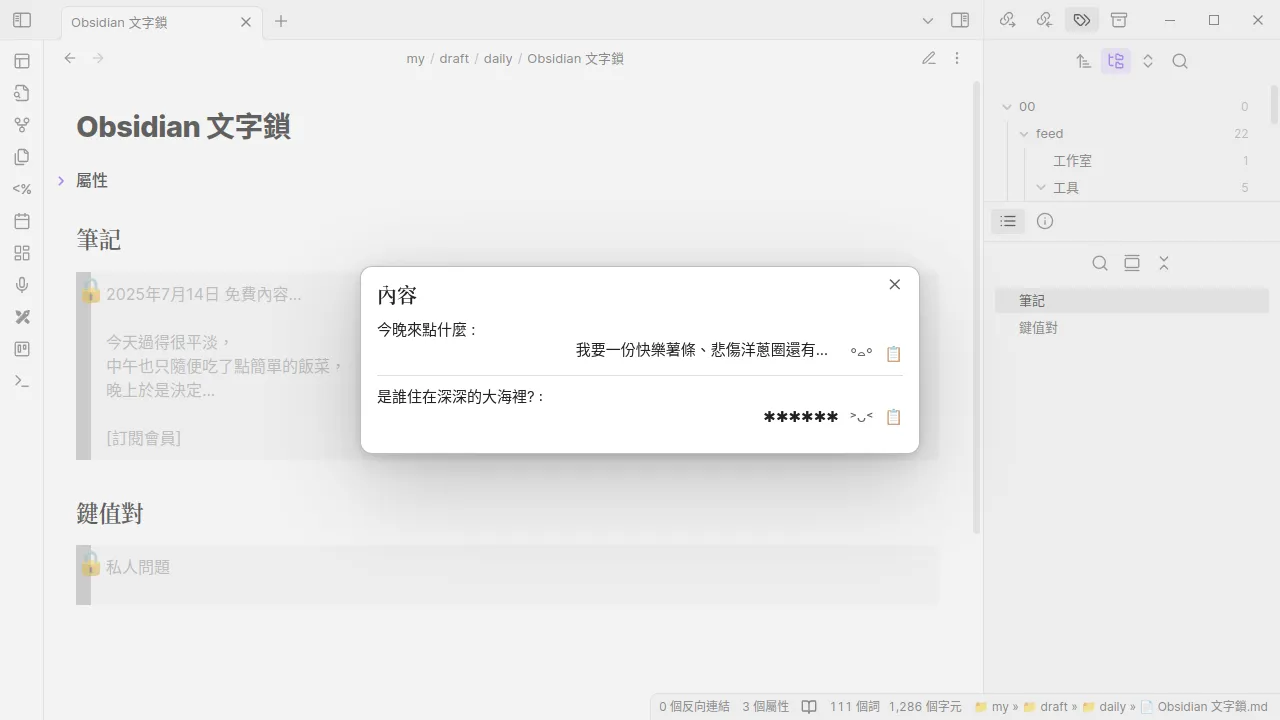 Obsidian 文字鎖
my / draft / daily / Obsidian 文字鎖
Obsidian 文字鎖
屬性
筆記
2025年7月14日 免費內容...
今天過得很平淡，
中午也只隨便吃了點簡單的飯菜，
晚上於是決定...
[訂閱會員]
鍵值對
私人問題
內容
今晚來點什麼 :
我要一份快樂薯條、悲傷洋蔥圈還有...
是誰住在深深的大海裡? :
✱✱✱✱✱✱
<%
00 0
feed 22
工作室 1
工具 5
筆記
鍵值對
0 個反向連結 3 個屬性 111 個詞 1,286 個字元 📁 my » 📁 draft » 📁 daily » 📄 Obsidian 文字鎖.md